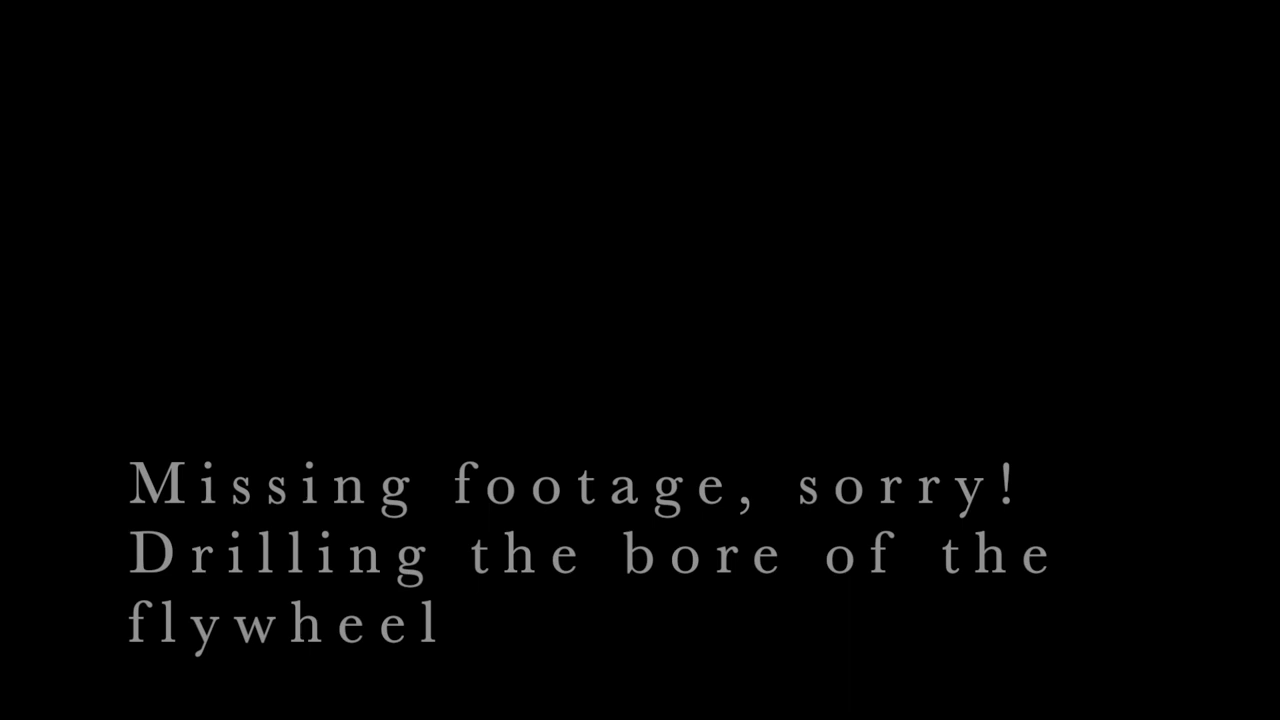 Missing footage, sorry!
Drilling the bore of the
flywheel